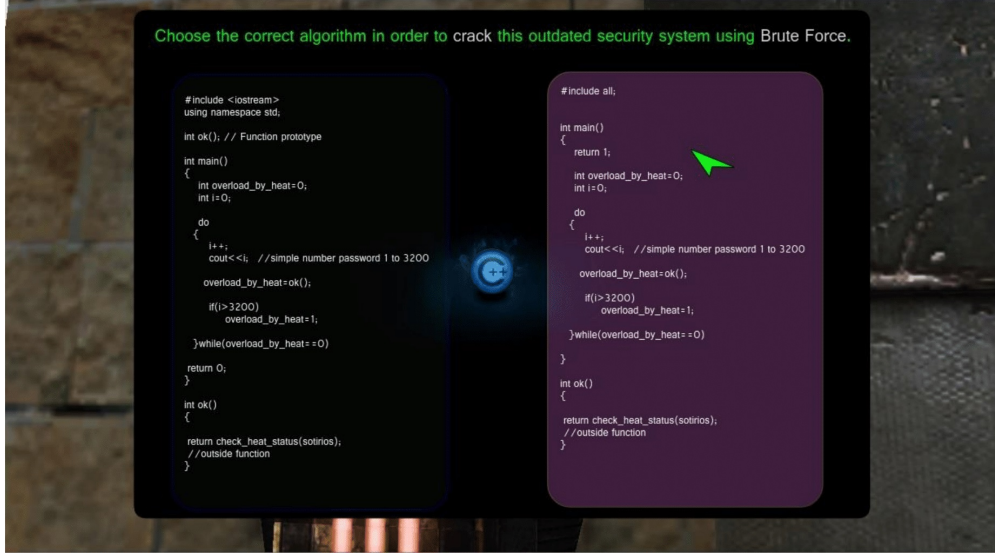 Choose the correct algorithm in order to crack this outdated security system using Brute Force.
#include <iostream>
using namespace std;
int ok(); // Function prototype
int main()
{
int overload_by_heat=0;
int i=0;
do
{
i++;
cout<<i; //simple number password 1 to 3200
overload_by_heat=ok();
if(i>3200)
overload_by_heat=1;
}while(overload_by_heat==0)
return 0;
}
int ok()
{
return check_heat_status(sotirios);
//outside function
}
C++
#include all;
int main()
{
return 1;
int overload_by_heat=0;
int i=0;
do
{
i++;
cout<<i; //simple number password 1 to 3200
overload_by_heat=ok();
if(i>3200)
overload_by_heat=1;
}while(overload_by_heat==0)
}
int ok()
{
return check_heat_status(sotirios);
//outside function
}